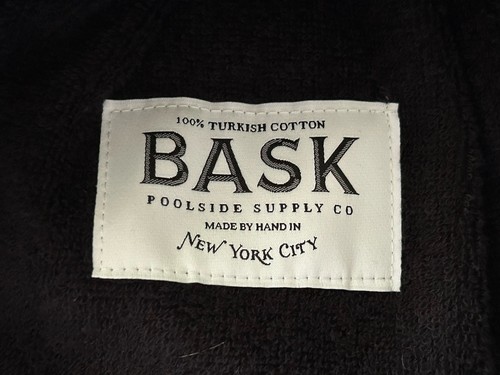 100% TURKISH COTTON
BASK
POOLSIDE SUPPLY CO
MADE BY HAND IN
NEW YORK CITY